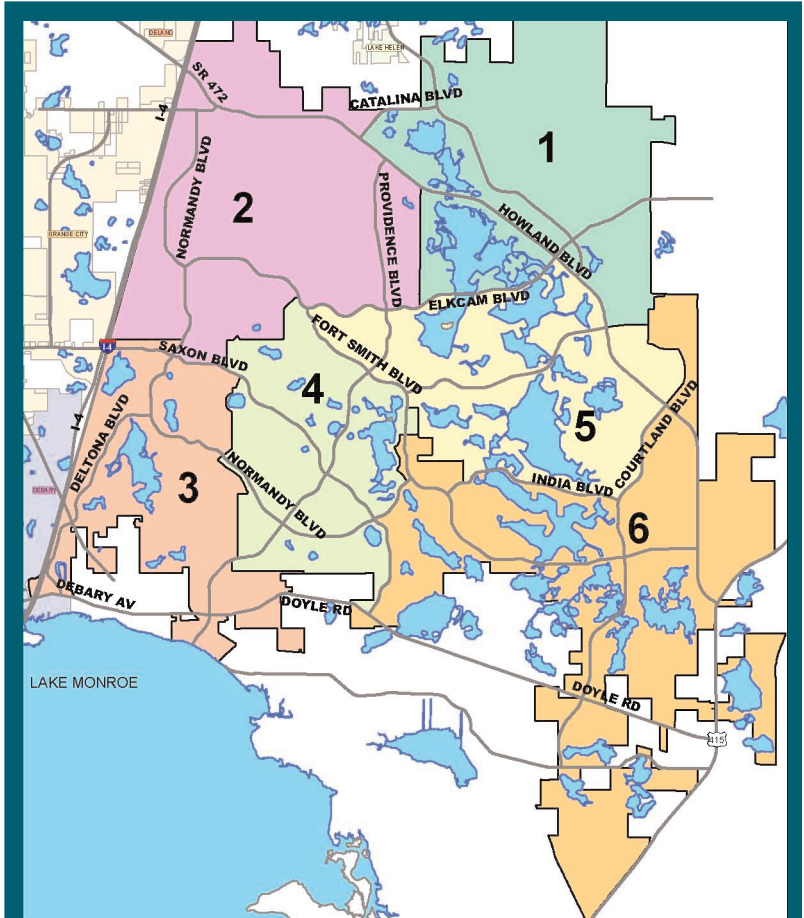 DELAND
LAKE HELEN
SR 472
CATALINA BLVD
I-4
1
NORMANDY BLVD
2
PROVIDENCE BLVD
ORANGE CITY
HOWLAND BLVD
ELKCAM BLVD
FORT SMITH BLVD
SAXON BLVD
4
4
DELTONA BLVD
I-4
5
COURTLAND BLVD
3
NORMANDY BLVD
INDIA BLVD
DEBARY
6
DEBARY AV
DOYLE RD
LAKE MONROE
DOYLE RD
415